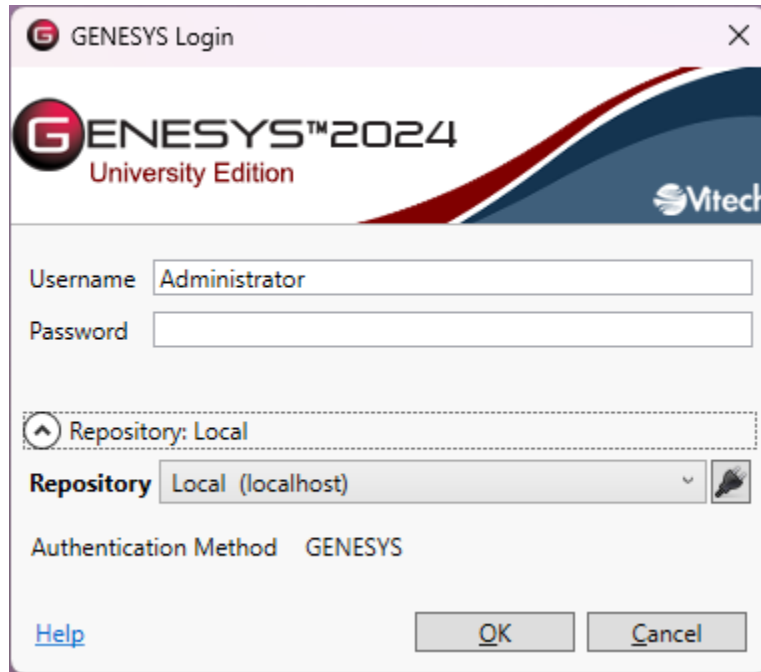 GENESYS Login
GENESYS™2024
University Edition
Vitech
Username Administrator
Password
Repository: Local
Repository Local (localhost)
Authentication Method GENESYS
Help OK Cancel